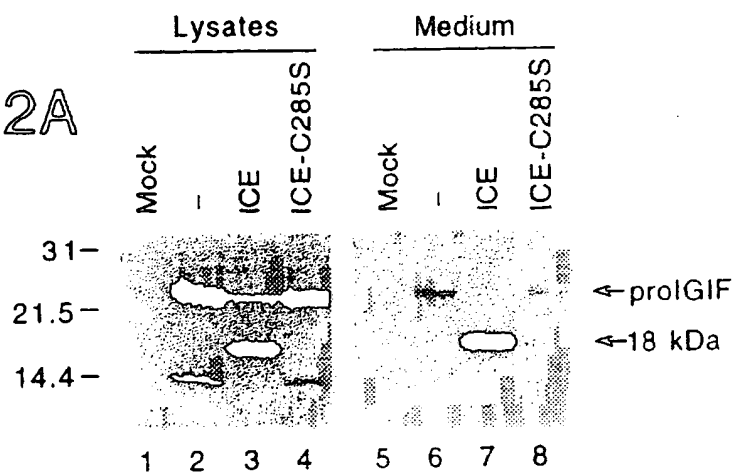 Lysates Medium
2A
Mock – ICE ICE-C285S Mock – ICE ICE-C285S
31–
proIGIF
21.5–
18 kDa
14.4–
1 2 3 4 5 6 7 8